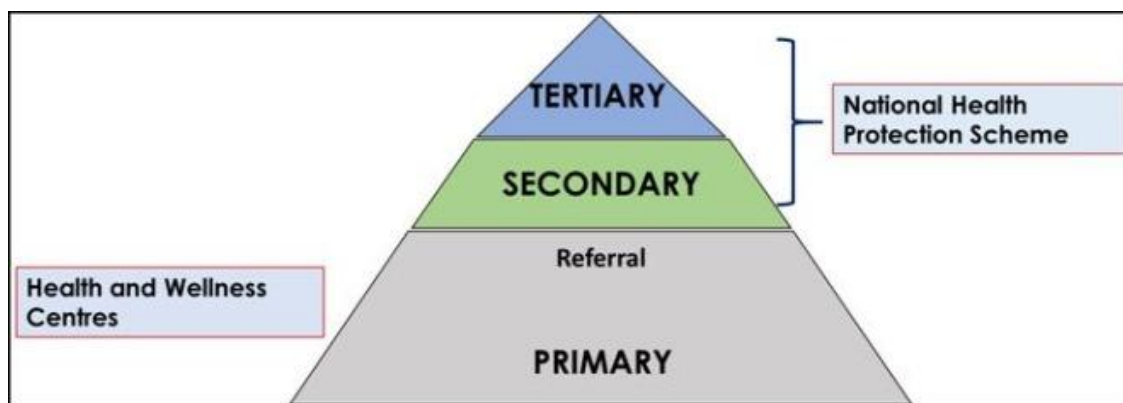 TERTIARY
National Health
Protection Scheme
SECONDARY
Referral
Health and Wellness
Centres
PRIMARY